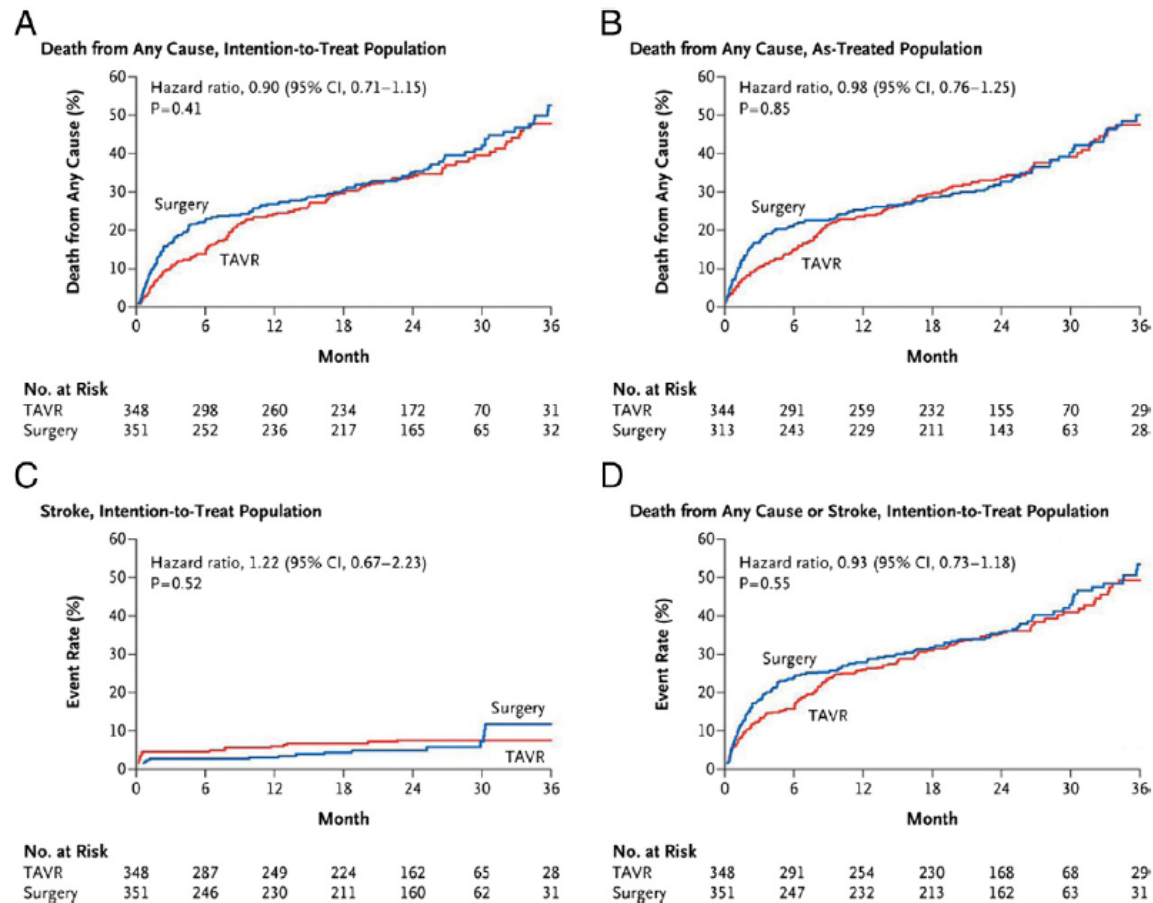 A
Death from Any Cause, Intention-to-Treat Population
Hazard ratio, 0.90 (95% CI, 0.71–1.15)
P=0.41
Death from Any Cause (%)
60
50
40
30
20
10
0
Surgery
TAVR
0 6 12 18 24 30 36
Month
No. at Risk
TAVR 348 298 260 234 172 70 31
Surgery 351 252 236 217 165 65 32
B
Death from Any Cause, As-Treated Population
Hazard ratio, 0.98 (95% CI, 0.76–1.25)
P=0.85
Death from Any Cause (%)
60
50
40
30
20
10
0
Surgery
TAVR
0 6 12 18 24 30 36
Month
No. at Risk
TAVR 344 291 259 232 155 70 29
Surgery 313 243 229 211 143 63 28
C
Stroke, Intention-to-Treat Population
Hazard ratio, 1.22 (95% CI, 0.67–2.23)
P=0.52
Event Rate (%)
60
50
40
30
20
10
0
Surgery
TAVR
0 6 12 18 24 30 36
Month
No. at Risk
TAVR 348 287 249 224 162 65 28
Surgery 351 246 230 211 160 62 31
D
Death from Any Cause or Stroke, Intention-to-Treat Population
Hazard ratio, 0.93 (95% CI, 0.73–1.18)
P=0.55
Event Rate (%)
60
50
40
30
20
10
0
Surgery
TAVR
0 6 12 18 24 30 36
Month
No. at Risk
TAVR 348 291 254 230 168 68 29
Surgery 351 247 232 213 162 63 31